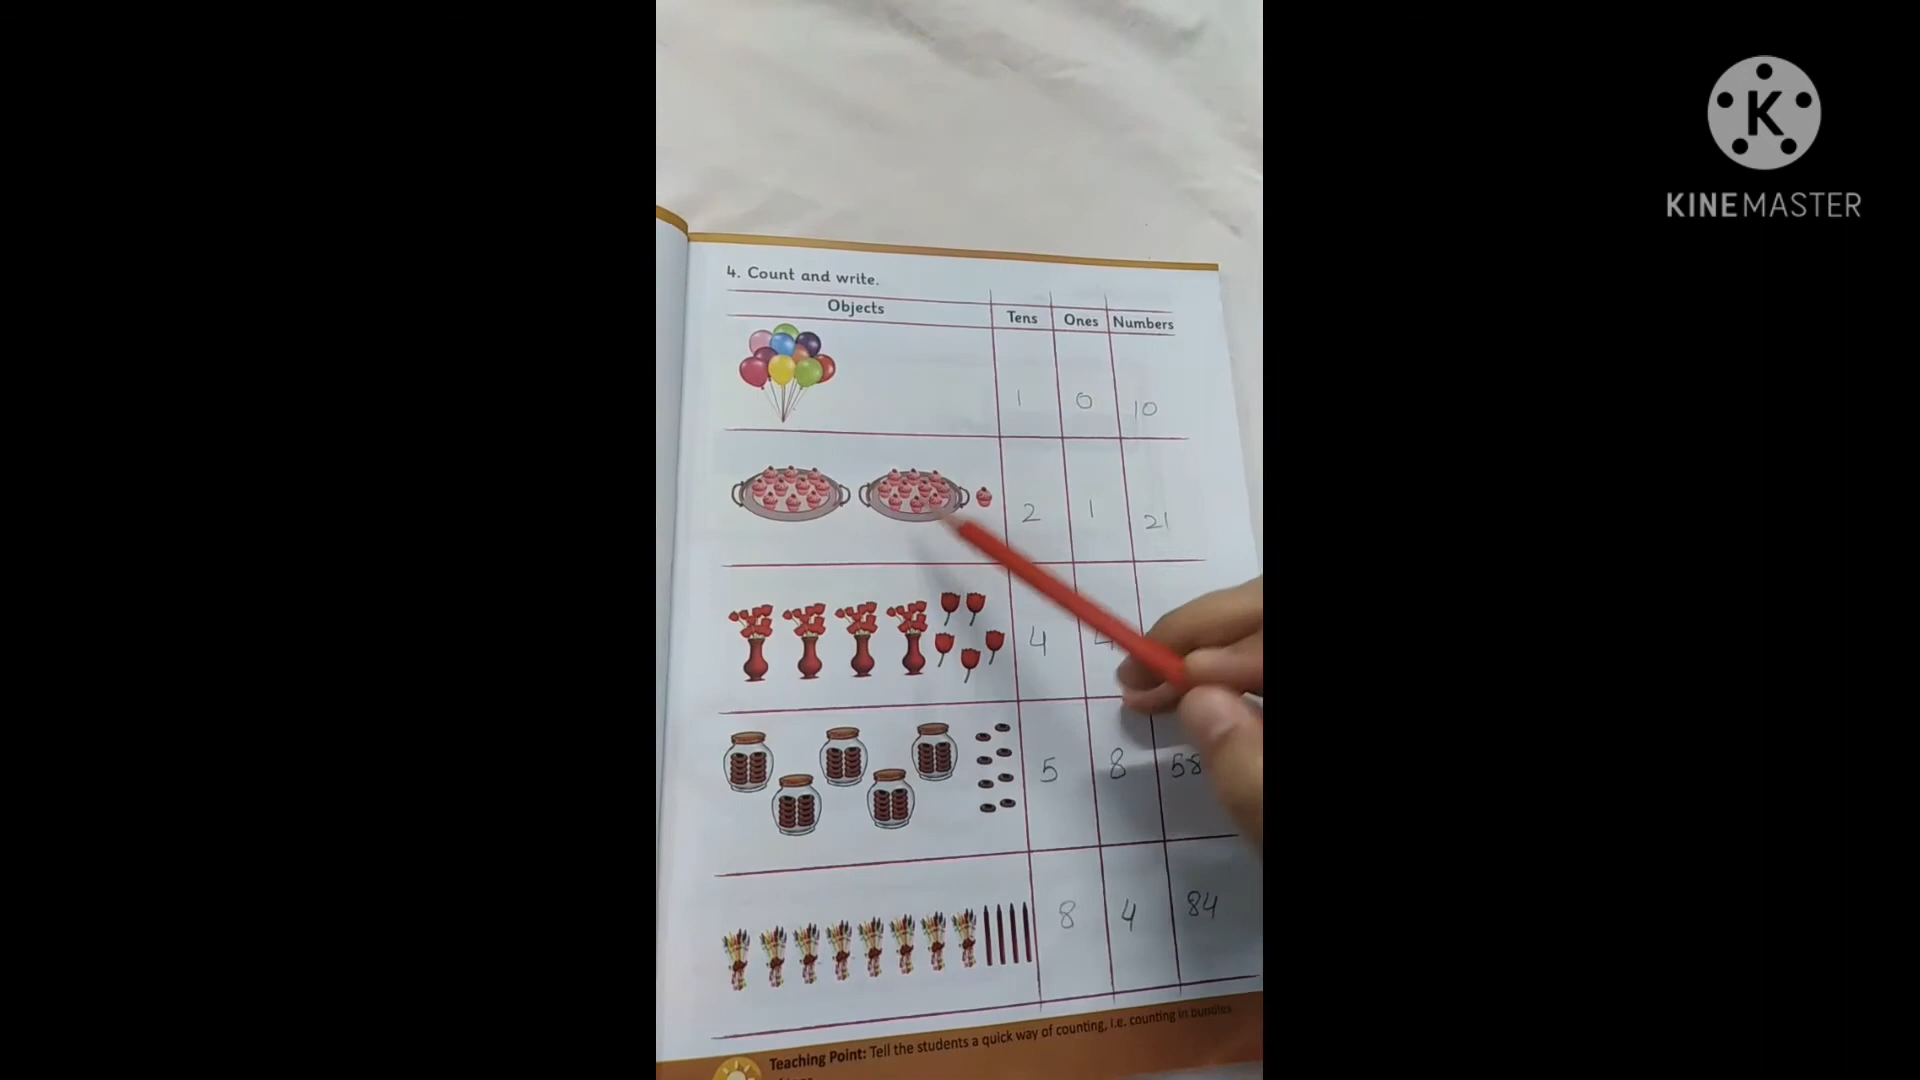 K
KINEMASTER
4. Count and write.
Objects Tens Ones Numbers
1 0 10
2 1 21
4 4
5 8 58
8 4 84
Teaching Point: Tell the students a quick way of counting, i.e. counting in bundles